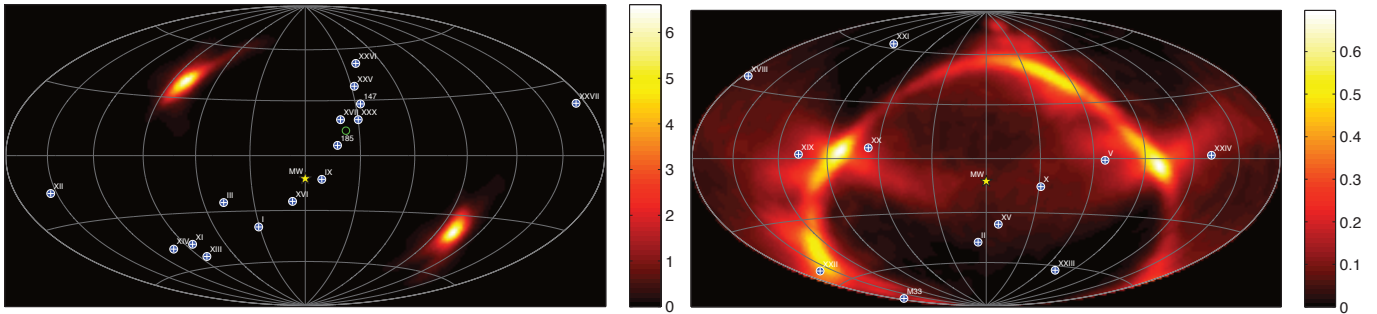 XXVI
XXV
147
XXVII
XVII XXX
185
MW
IX
XII
III
XVI
I
XIV XI
XIII
6
5
4
3
2
1
0
XXI
XVIII
XIX
XX
V
XXIV
MW
X
XV
II
XXII
XXIII
M33
0.6
0.5
0.4
0.3
0.2
0.1
0